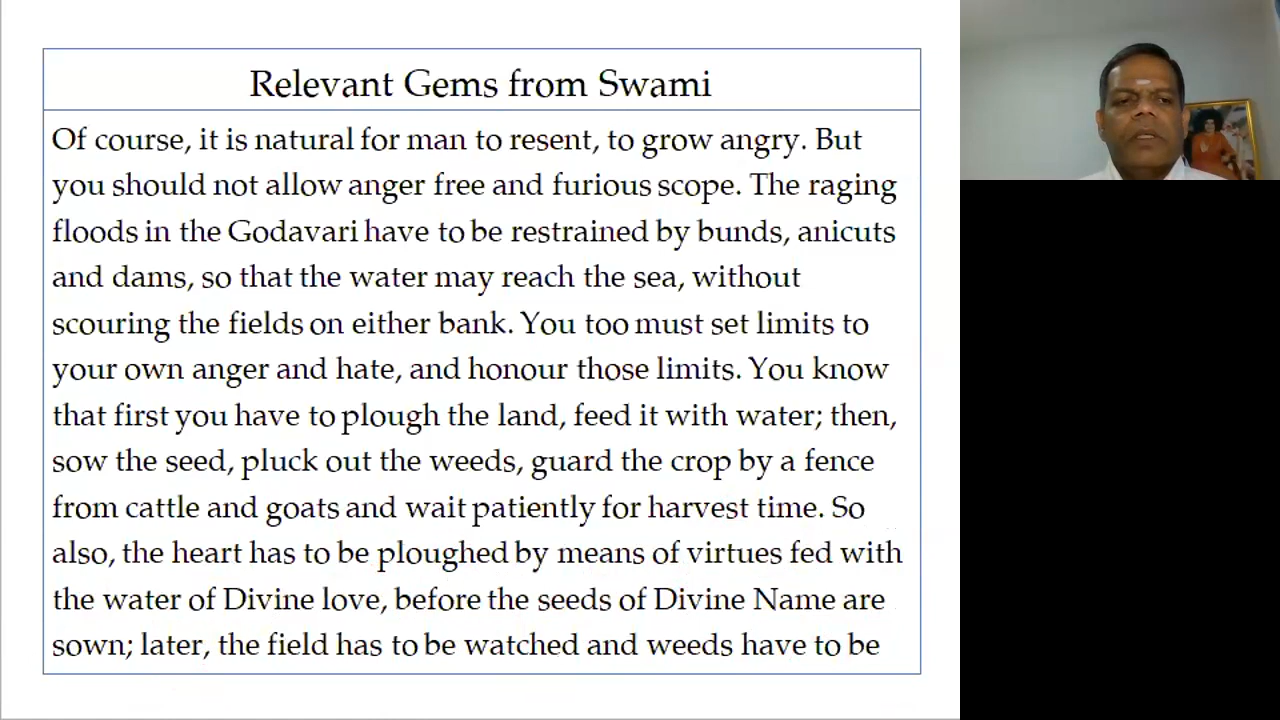 Relevant Gems from Swami
Of course, it is natural for man to resent, to grow angry. But
you should not allow anger free and furious scope. The raging
floods in the Godavari have to be restrained by bunds, anicuts
and dams, so that the water may reach the sea, without
scouring the fields on either bank. You too must set limits to
your own anger and hate, and honour those limits. You know
that first you have to plough the land, feed it with water; then,
sow the seed, pluck out the weeds, guard the crop by a fence
from cattle and goats and wait patiently for harvest time. So
also, the heart has to be ploughed by means of virtues fed with
the water of Divine love, before the seeds of Divine Name are
sown; later, the field has to be watched and weeds have to be